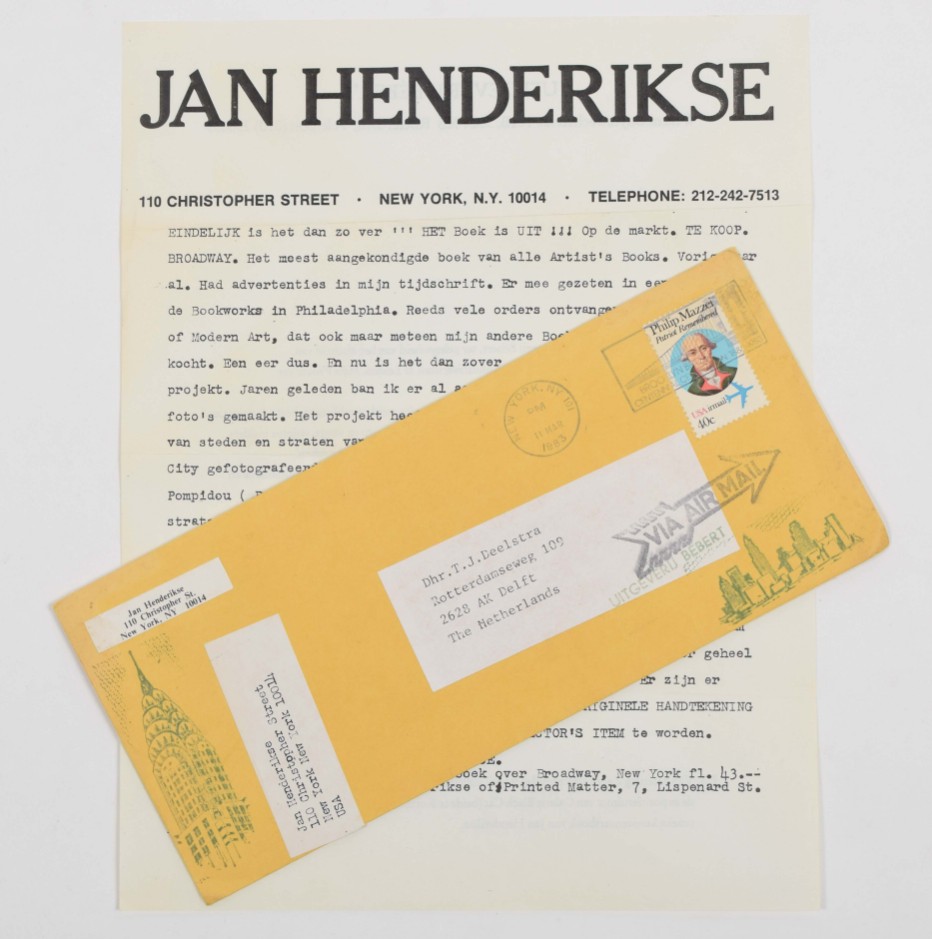 JAN HENDERIKSE
110 CHRISTOPHER STREET · NEW YORK, N.Y. 10014 · TELEPHONE: 212-242-7513
EINDELIJK is het dan zo ver ''' HET Boek is UIT !!! Op de markt. TE KOOP.
BROADWAY. Het meest aangekondigde boek van alle Artist's Books.
al. Had advertenties in mijn tijdschrift. Er mee gezeten in
de Bookworks in Philadelphia. Reeds vele orders
of Modern Art, dat ook maar meteen mijn andere
kocht. Een eer dus. En nu is het dan zover
projekt. Jaren geleden ban ik er al
foto's gemaakt. Het projekt
van steden en straten
City
Pompidou (
geheel
Er zijn er
HANDTEKENING
ITEM te worden.
over Broadway, New York fl. 43.--
of Printed Matter, 7, Lispenard St.
Philip Mazzei
Patriot Remembered
USAirmail
40c
NEW YORK, NY
PM
11 MAR
1983
VIA AIR MAIL
UITGEVERIJ BEBERT
Dhr.T.J.Deelstra
Rotterdamseweg 109
2628 AK Delft
The Netherlands
Jan Henderikse
110 Christopher St.
New York, NY 10014
Jan Henderikse
110 Christopher Street
New York New York 10014
USA